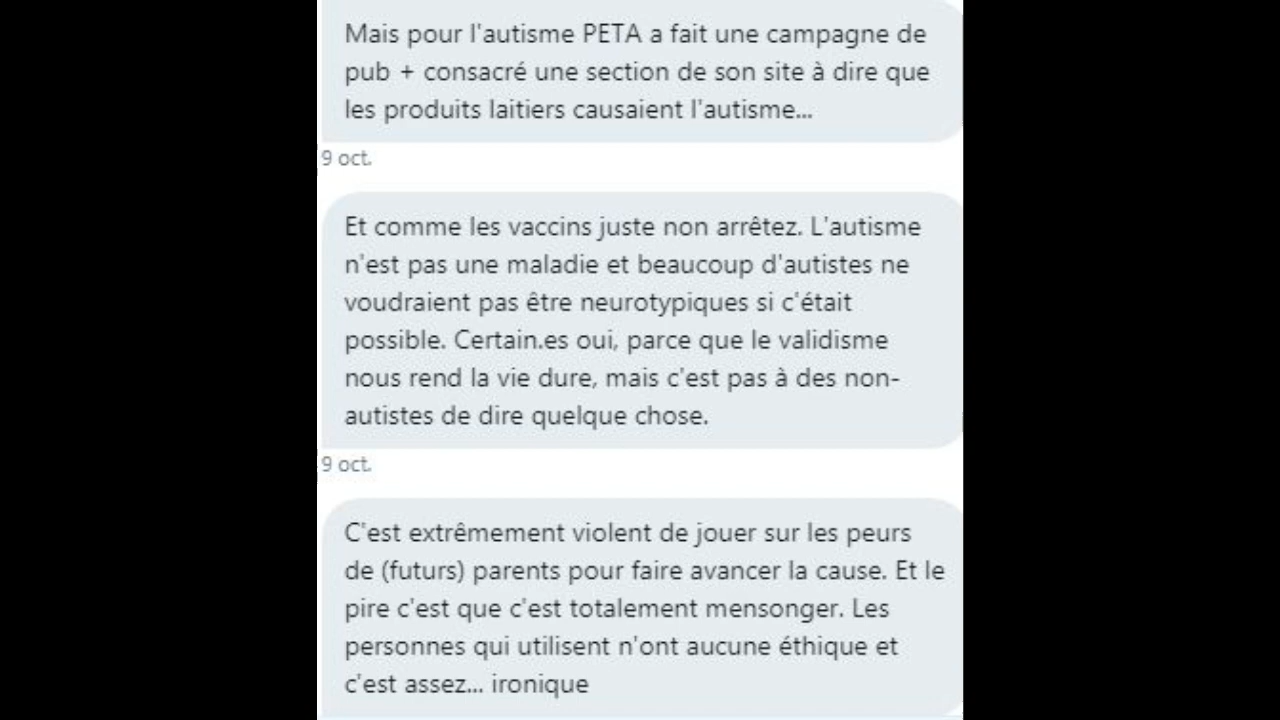 Mais pour l'autisme PETA a fait une campagne de
pub + consacré une section de son site à dire que
les produits laitiers causaient l'autisme...
9 oct.
Et comme les vaccins juste non arrêtez. L'autisme
n'est pas une maladie et beaucoup d'autistes ne
voudraient pas être neurotypiques si c'était
possible. Certain.es oui, parce que le validisme
nous rend la vie dure, mais c'est pas à des non-
autistes de dire quelque chose.
9 oct.
C'est extrêmement violent de jouer sur les peurs
de (futurs) parents pour faire avancer la cause. Et le
pire c'est que c'est totalement mensonger. Les
personnes qui utilisent n'ont aucune éthique et
c'est assez... ironique